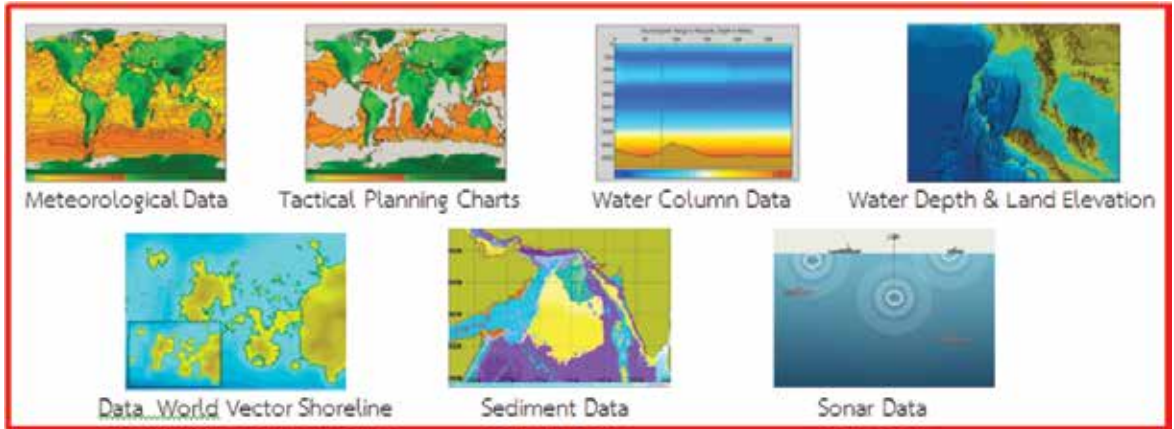 Meteorological Data
Tactical Planning Charts
Water Column Data
Water Depth & Land Elevation
Data World Vector Shoreline
Sediment Data
Sonar Data